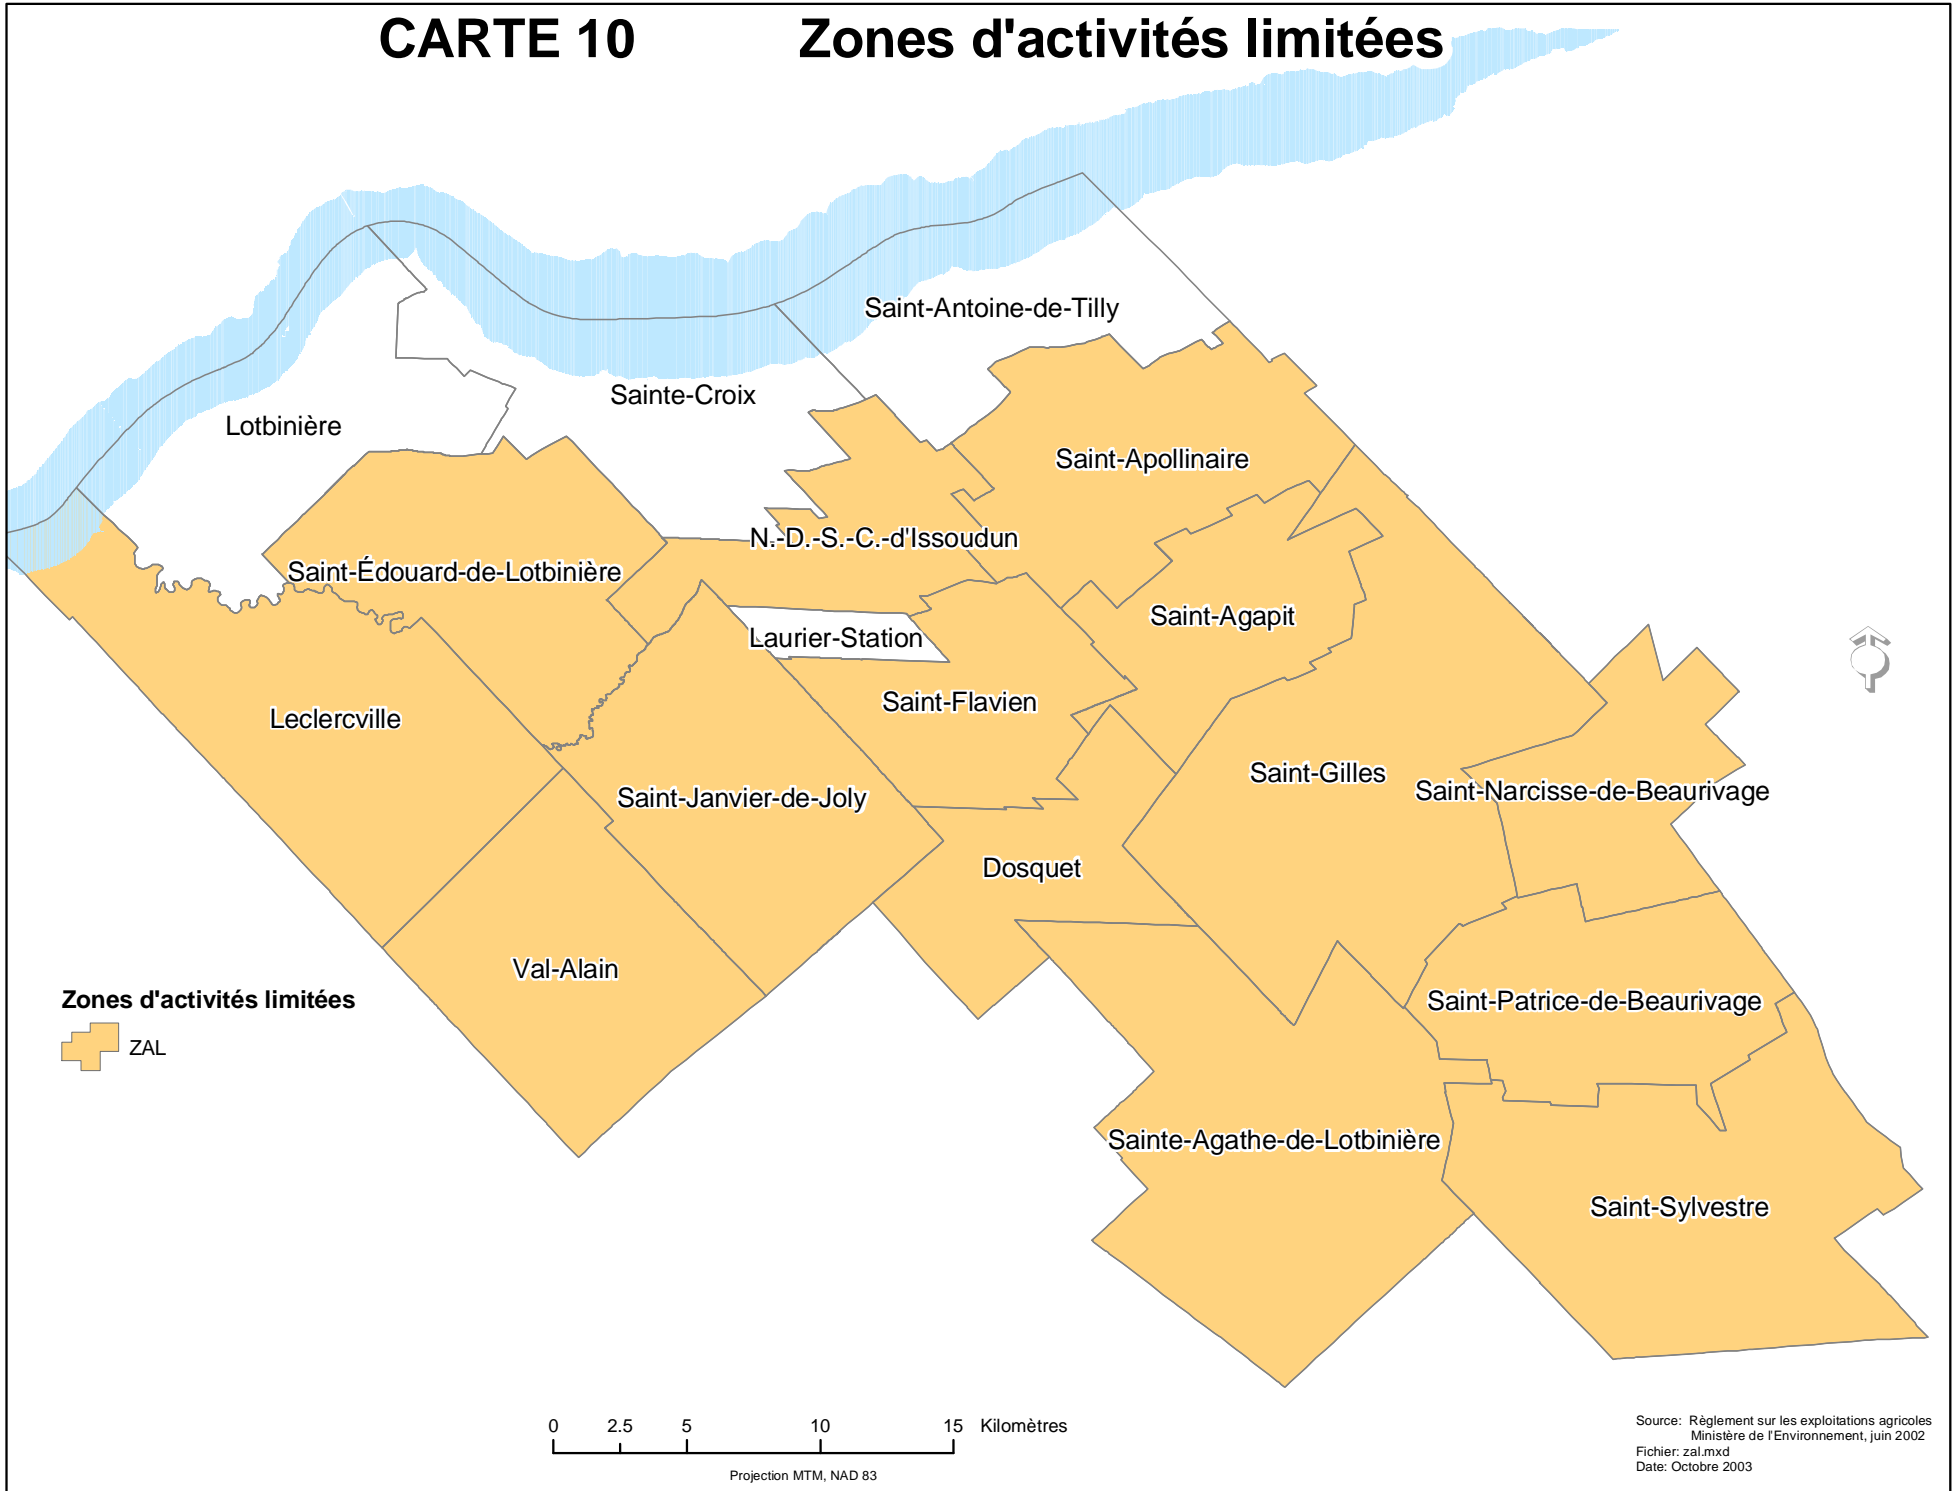 CARTE 10 Zones d'activités limitées
Saint-Antoine-de-Tilly
Sainte-Croix
Lotbinière
Saint-Apollinaire
N.-D.-S.-C.-d'Issoudun
Saint-Édouard-de-Lotbinière
Saint-Agapit
Laurier-Station
Saint-Flavien
Leclercville
Saint-Gilles
Saint-Narcisse-de-Beaurivage
Saint-Janvier-de-Joly
Dosquet
Val-Alain
Saint-Patrice-de-Beaurivage
Sainte-Agathe-de-Lotbinière
Saint-Sylvestre
Zones d'activités limitées
ZAL
0 2.5 5 10 15 Kilomètres
Projection MTM, NAD 83
Source: Règlement sur les exploitations agricoles
Ministère de l'Environnement, juin 2002
Fichier: zal.mxd
Date: Octobre 2003